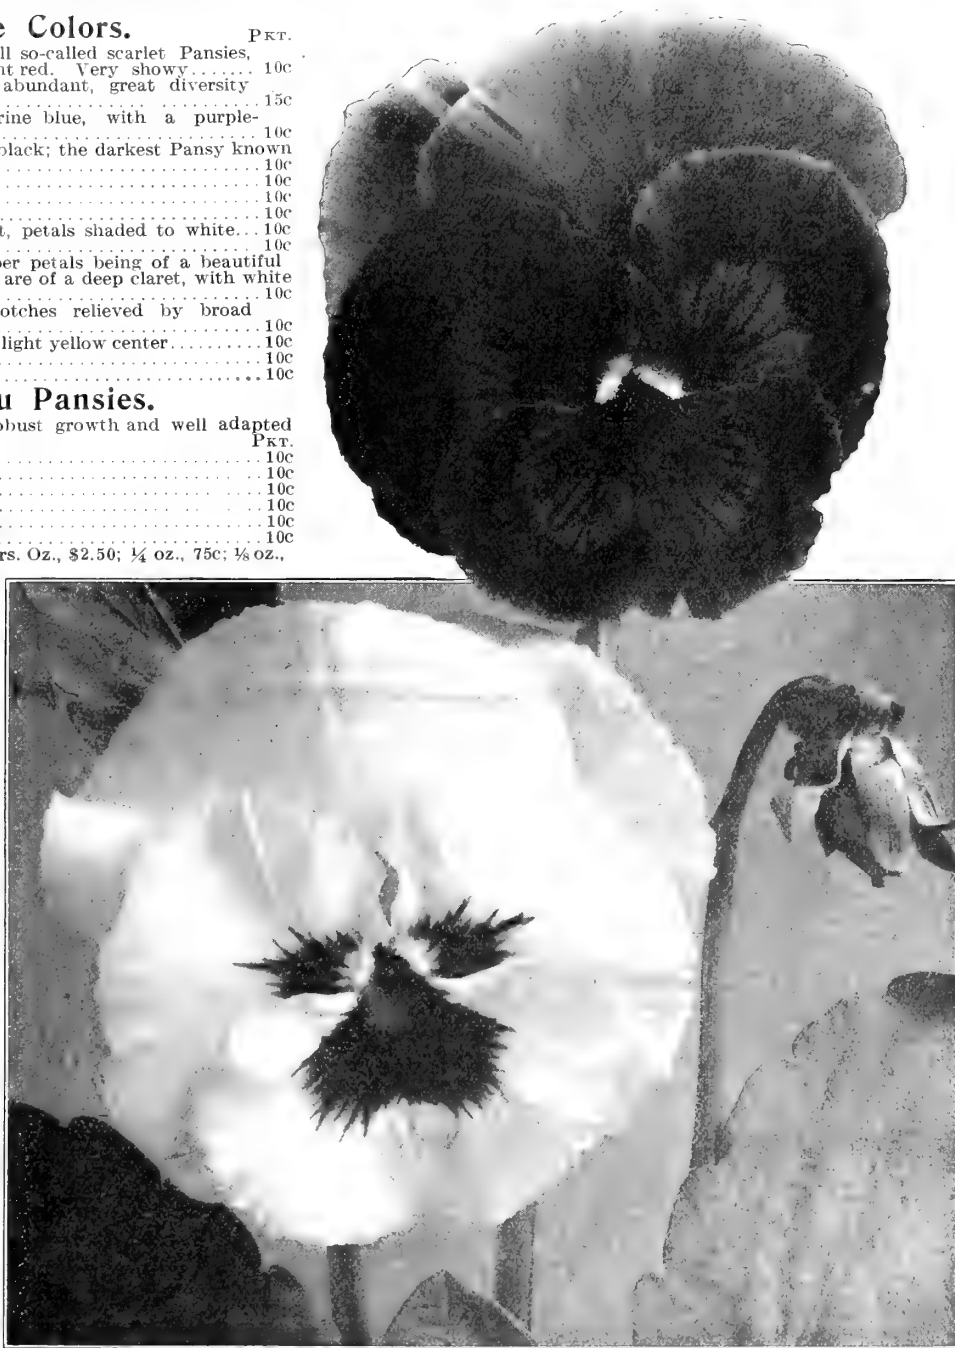 e Colors. PKT.
ll so-called scarlet Pansies,
nt red. Very showy....... 10c
abundant, great diversity
.......................... 15c
rine blue, with a purple-
.......................... 10c
black; the darkest Pansy known
.......................... 10c
.......................... 10c
.......................... 10c
.......................... 10c
t, petals shaded to white... 10c
.......................... 10c
er petals being of a beautiful
are of a deep claret, with white
.......................... 10c
otches relieved by broad
.......................... 10c
light yellow center.......... 10c
.......................... 10c
.......................... 10c
u Pansies.
obust growth and well adapted
PKT.
.......................... 10c
.......................... 10c
.......................... 10c
.......................... 10c
.......................... 10c
.......................... 10c
rs. Oz., $2.50; ¼ oz., 75c; ⅛ oz.,